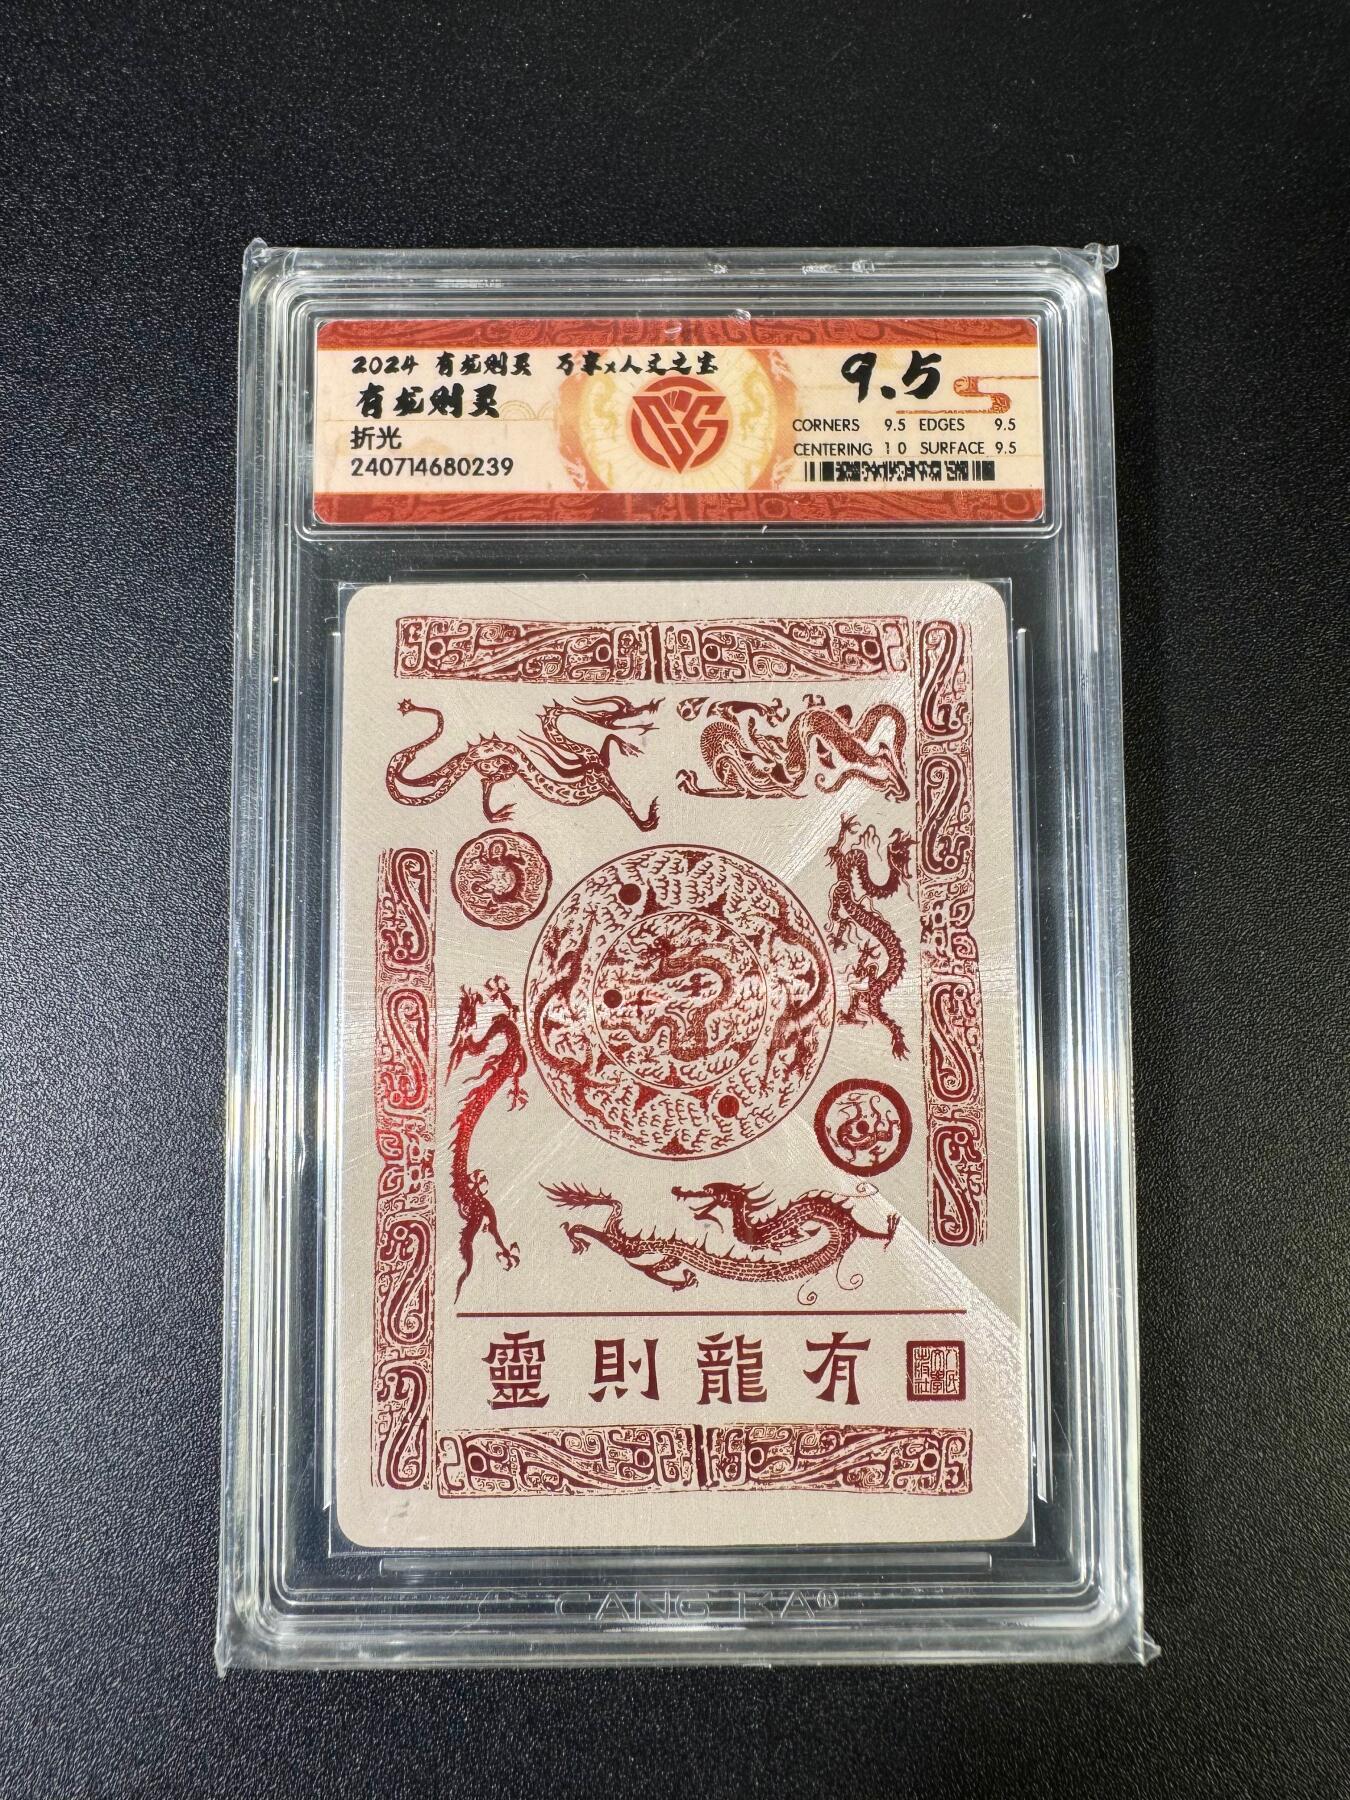 2024 有龙则灵 万享x人文之宝
有龙则灵
折光
240714680239
9.5
CORNERS 9.5 EDGES 9.5
CENTERING 10 SURFACE 9.5
靈則龍有
CANG KA®